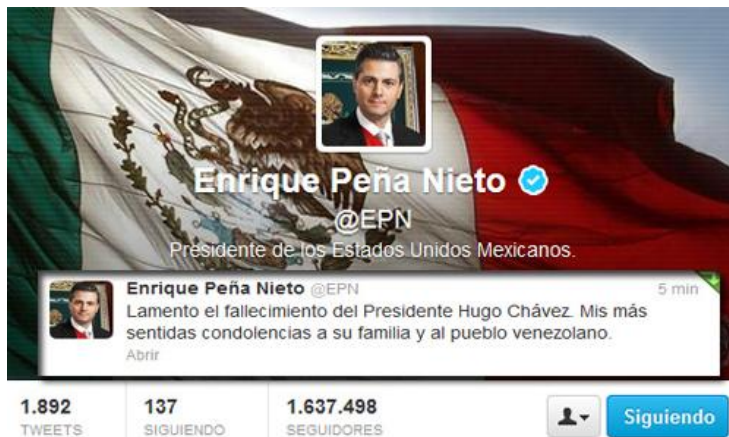 Enrique Peña Nieto
@EPN
Presidente de los Estados Unidos Mexicanos.
Enrique Peña Nieto @EPN 5 min
Lamento el fallecimiento del Presidente Hugo Chávez. Mis más
sentidas condolencias a su familia y al pueblo venezolano.
Abrir
1.892 137 1.637.498
TWEETS SIGUIENDO SEGUIDORES
Siguiendo